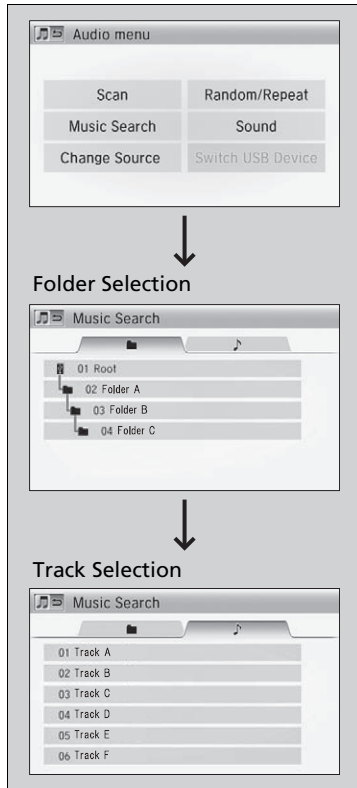 Audio menu
Scan Random/Repeat
Music Search Sound
Change Source Switch USB Device
Folder Selection
Music Search
01 Root
02 Folder A
03 Folder B
04 Folder C
Track Selection
Music Search
01 Track A
02 Track B
03 Track C
04 Track D
05 Track E
06 Track F